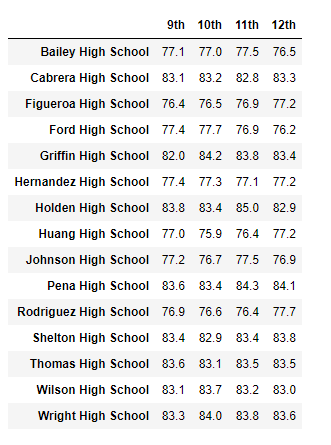 9th 10th 11th 12th
Bailey High School 77.1 77.0 77.5 76.5
Cabrera High School 83.1 83.2 82.8 83.3
Figueroa High School 76.4 76.5 76.9 77.2
Ford High School 77.4 77.7 76.9 76.2
Griffin High School 82.0 84.2 83.8 83.4
Hernandez High School 77.4 77.3 77.1 77.2
Holden High School 83.8 83.4 85.0 82.9
Huang High School 77.0 75.9 76.4 77.2
Johnson High School 77.2 76.7 77.5 76.9
Pena High School 83.6 83.4 84.3 84.1
Rodriguez High School 76.9 76.6 76.4 77.7
Shelton High School 83.4 82.9 83.4 83.8
Thomas High School 83.6 83.1 83.5 83.5
Wilson High School 83.1 83.7 83.2 83.0
Wright High School 83.3 84.0 83.8 83.6